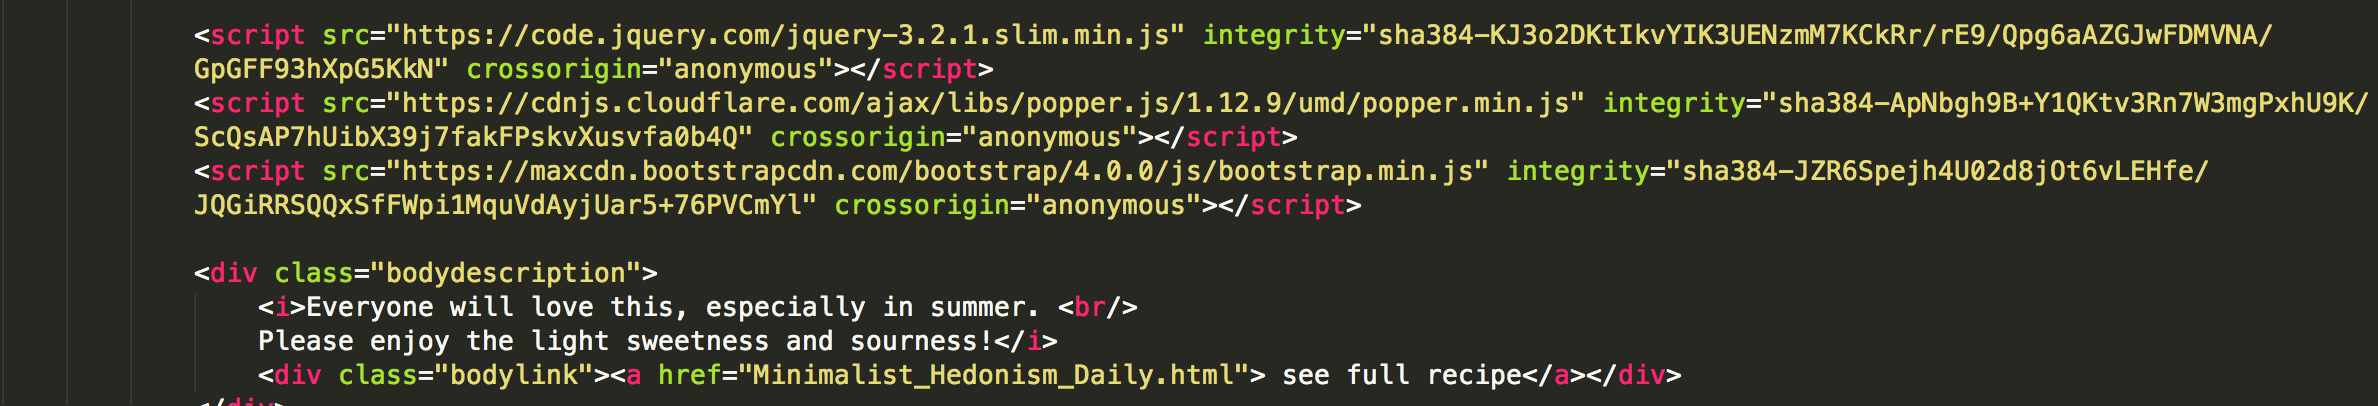 <script src="https://code.jquery.com/jquery-3.2.1.slim.min.js" integrity="sha384-KJ3o2DKtIkvYIK3UENzmM7KCkRr/rE9/Qpg6aAZGJwFDMVNA/
GpGFF93hXpG5KkN" crossorigin="anonymous"></script>
<script src="https://cdnjs.cloudflare.com/ajax/libs/popper.js/1.12.9/umd/popper.min.js" integrity="sha384-ApNbgh9B+Y1QKtv3Rn7W3mgPxhU9K/
ScQsAP7hUibX39j7fakFPskvXusvfa0b4Q" crossorigin="anonymous"></script>
<script src="https://maxcdn.bootstrapcdn.com/bootstrap/4.0.0/js/bootstrap.min.js" integrity="sha384-JZR6Spejh4U02d8jOt6vLEHfe/
JQGiRRSQQxSfFWpi1MquVdAyjUar5+76PVCmYl" crossorigin="anonymous"></script>
<div class="bodydescription">
<i>Everyone will love this, especially in summer. <br/>
Please enjoy the light sweetness and sourness!</i>
<div class="bodylink"><a href="Minimalist_Hedonism_Daily.html"> see full recipe</a></div>
</div>